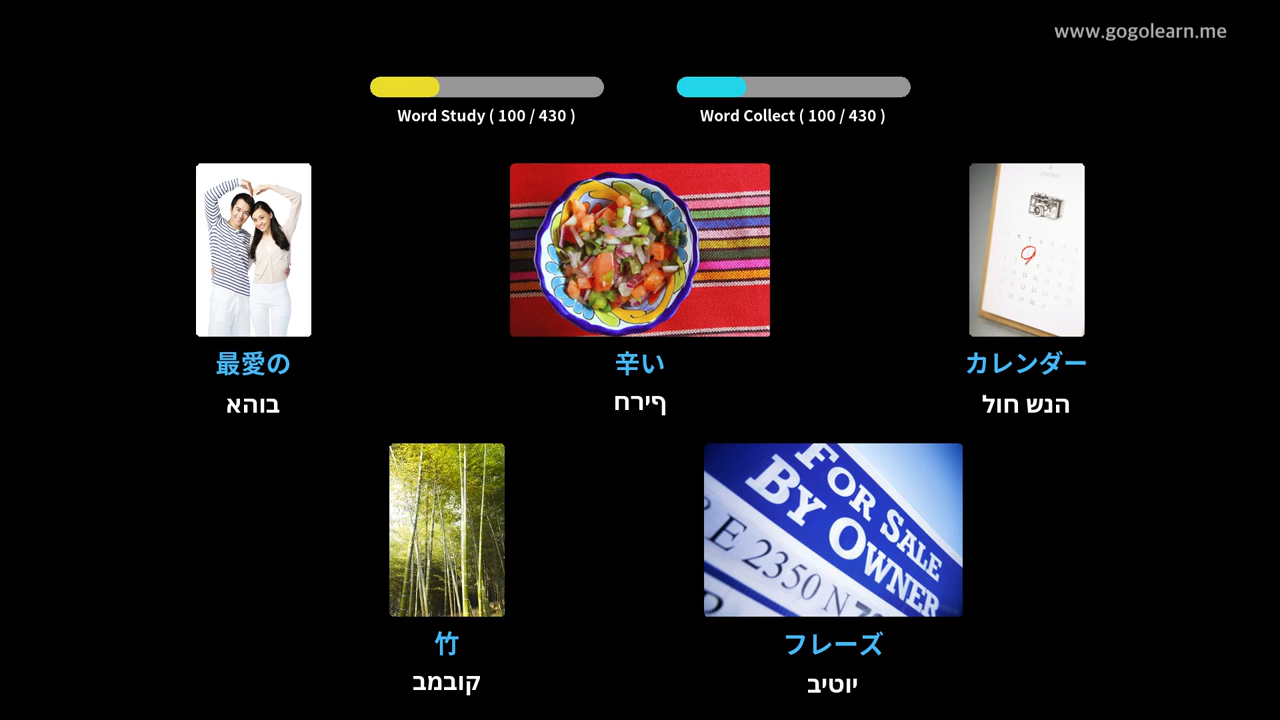 www.gogolearn.me
Word Study ( 100 / 430 )
Word Collect ( 100 / 430 )
最愛の
בוהא
辛い
ףירח
カレンダー
הנש חול
FOR SALE
BY OWNER
E 2350 N
竹
קובמב
フレーズ
יוטיב